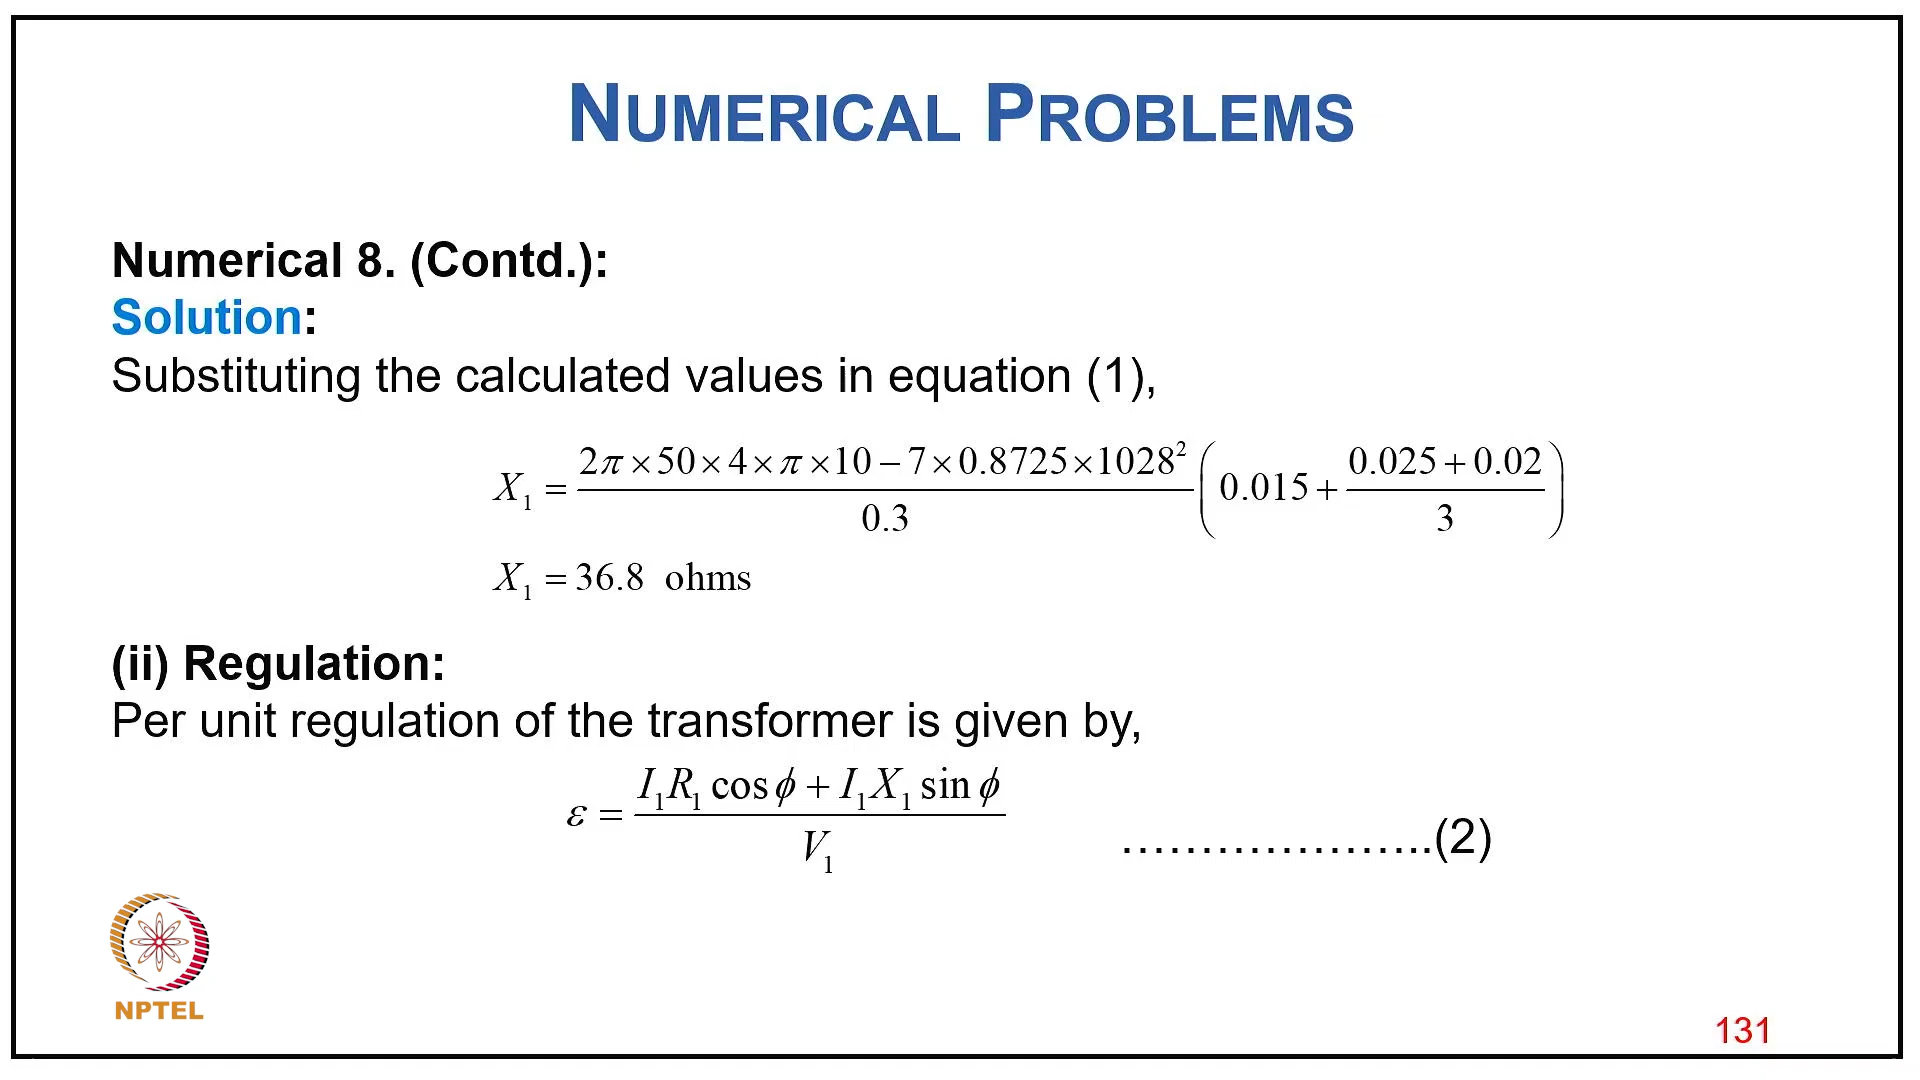 NUMERICAL PROBLEMS
Numerical 8. (Contd.):
Solution:
Substituting the calculated values in equation (1),
X₁ = (2π×50×4×π×10−7×0.8725×1028²)/0.3 (0.015+(0.025+0.02)/3)
X₁ = 36.8 ohms
(ii) Regulation:
Per unit regulation of the transformer is given by,
ε = (I₁R₁ cos ϕ + I₁X₁ sin ϕ)/V₁ …………………..(2)
NPTEL
131